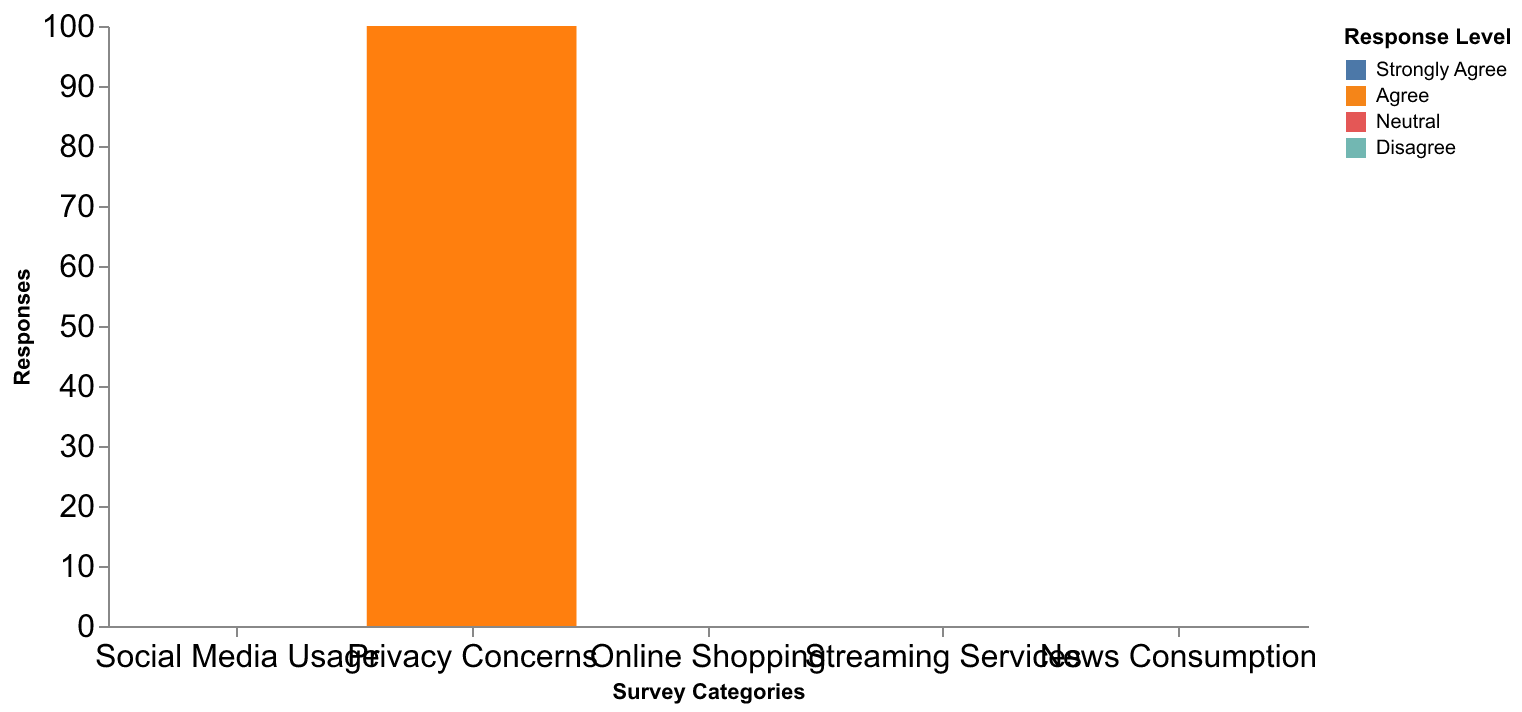 100
90
80
70
60
50
40
30
20
10
0
Responses
Social Media Usage Privacy Concerns Online Shopping Streaming Services News Consumption
Survey Categories
Response Level
Strongly Agree
Agree
Neutral
Disagree